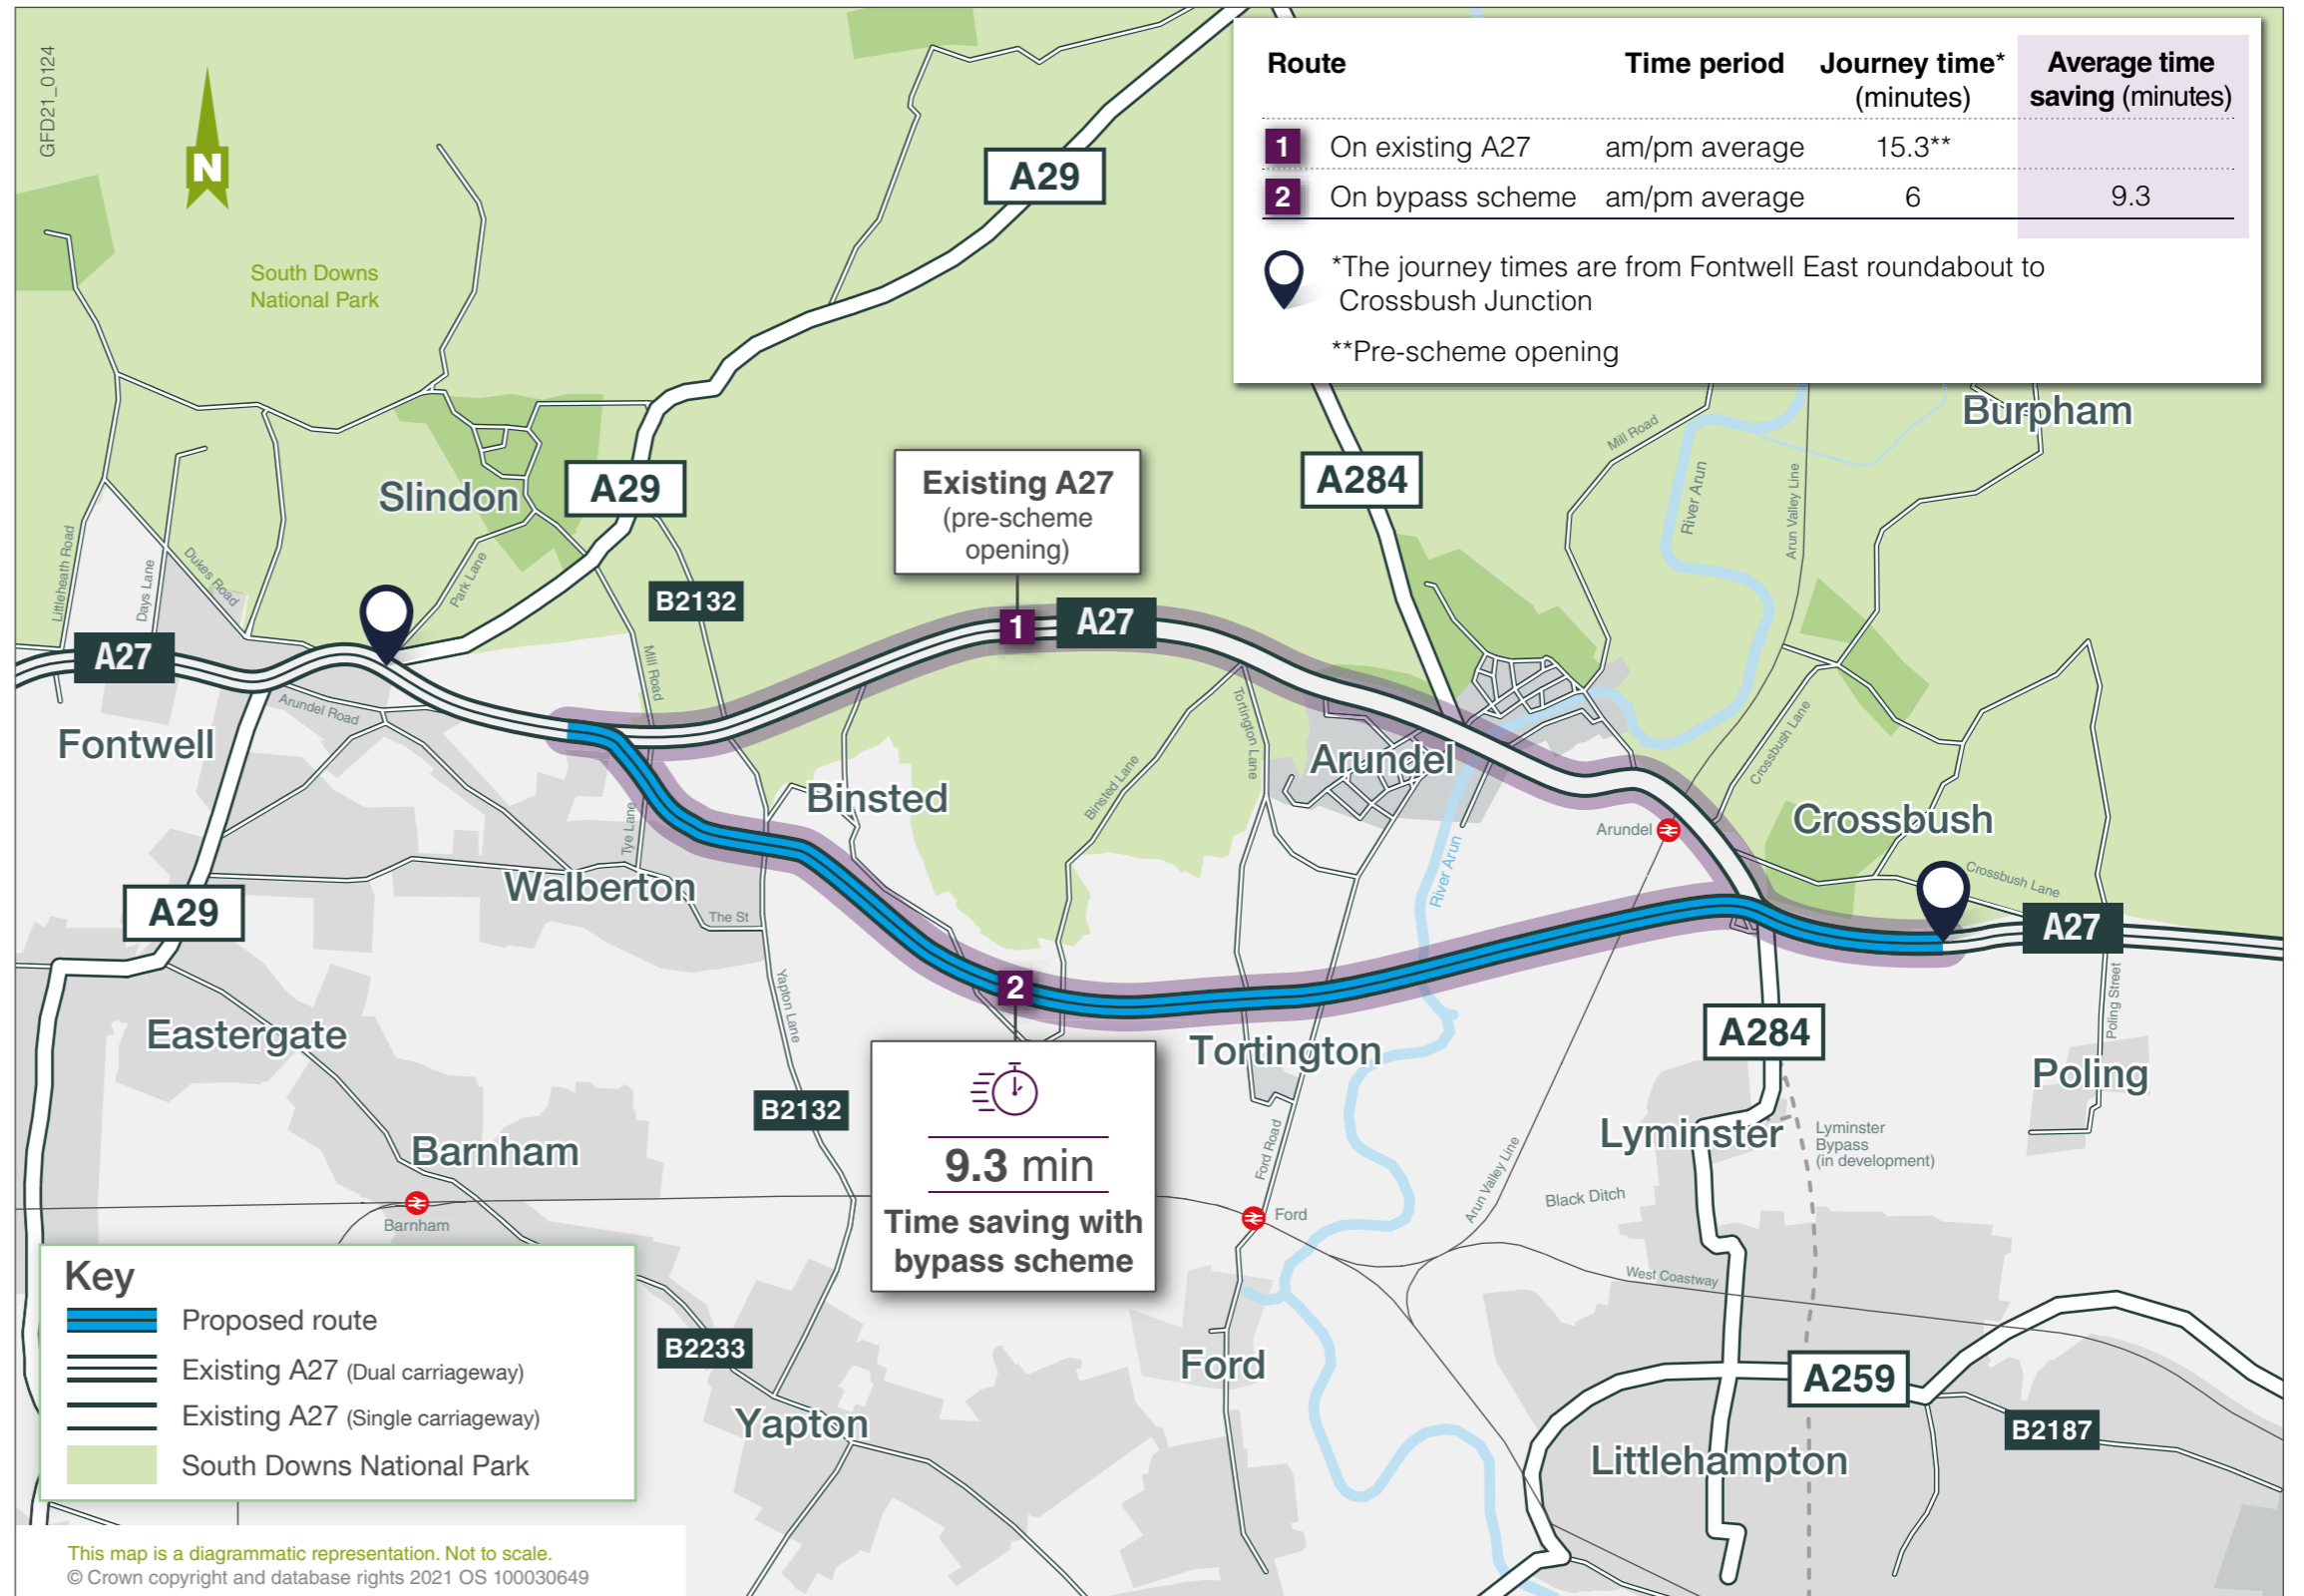 GFD21_0124
N
Route Time period Journey time* Average time
(minutes) saving (minutes)
1 On existing A27 am/pm average 15.3**
2 On bypass scheme am/pm average 6 9.3
*The journey times are from Fontwell East roundabout to
Crossbush Junction
**Pre-scheme opening
South Downs
National Park
A29
Burpham
Mill Road
River Arun
Arun Valley Line
A284
Slindon
A29
Existing A27
(pre-scheme
opening)
Littleheath Road
Days Lane
Dukes Road
Park Lane
B2132
Mill Road
1
A27
A27
Arundel Road
Tortington Lane
Crossbush Lane
Fontwell
Arundel
Binsted
Binsted Lane
Tye Lane
Arundel
Crossbush
Crossbush Lane
River Arun
Walberton
The St
A29
A27
Yapton Lane
2
Poling Street
Eastergate
Tortington
A284
Poling
9.3 min
Time saving with
bypass scheme
B2132
Ford Road
Lyminster
Lyminster
Bypass
(in development)
Barnham
Barnham
Arun Valley Line
Black Ditch
Ford
West Coastway
Key
Proposed route
Existing A27 (Dual carriageway)
Existing A27 (Single carriageway)
South Downs National Park
B2233
Ford
A259
Yapton
B2187
Littlehampton
This map is a diagrammatic representation. Not to scale.
© Crown copyright and database rights 2021 OS 100030649